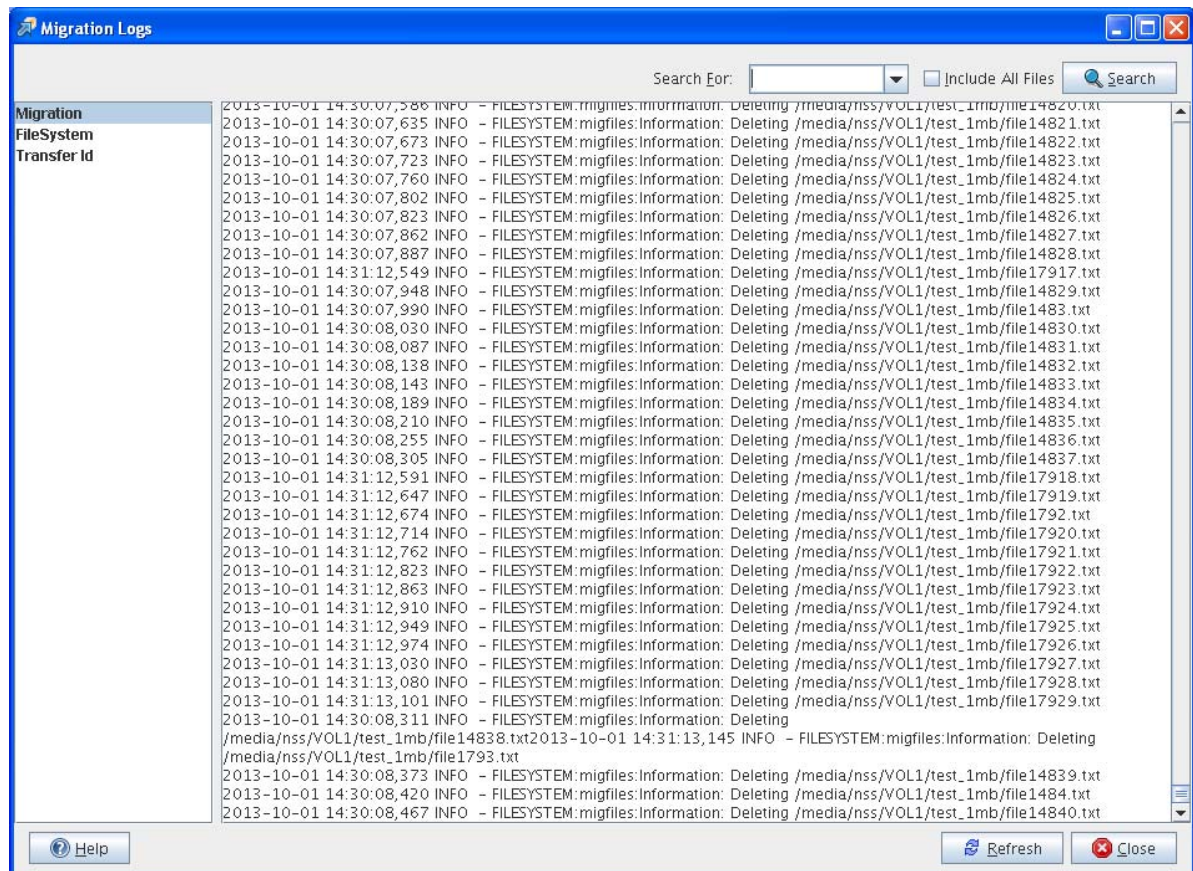 Migration Logs
Search For:
Include All Files
Search
Migration
FileSystem
Transfer Id
2013-10-01 14:30:07,586 INFO - FILESYSTEM:migfiles:Information: Deleting /media/nss/VOL1/test_1mb/file14820.txt
2013-10-01 14:30:07,635 INFO - FILESYSTEM:migfiles:Information: Deleting /media/nss/VOL1/test_1mb/file14821.txt
2013-10-01 14:30:07,673 INFO - FILESYSTEM:migfiles:Information: Deleting /media/nss/VOL1/test_1mb/file14822.txt
2013-10-01 14:30:07,723 INFO - FILESYSTEM:migfiles:Information: Deleting /media/nss/VOL1/test_1mb/file14823.txt
2013-10-01 14:30:07,760 INFO - FILESYSTEM:migfiles:Information: Deleting /media/nss/VOL1/test_1mb/file14824.txt
2013-10-01 14:30:07,802 INFO - FILESYSTEM:migfiles:Information: Deleting /media/nss/VOL1/test_1mb/file14825.txt
2013-10-01 14:30:07,823 INFO - FILESYSTEM:migfiles:Information: Deleting /media/nss/VOL1/test_1mb/file14826.txt
2013-10-01 14:30:07,862 INFO - FILESYSTEM:migfiles:Information: Deleting /media/nss/VOL1/test_1mb/file14827.txt
2013-10-01 14:30:07,887 INFO - FILESYSTEM:migfiles:Information: Deleting /media/nss/VOL1/test_1mb/file14828.txt
2013-10-01 14:31:12,549 INFO - FILESYSTEM:migfiles:Information: Deleting /media/nss/VOL1/test_1mb/file17917.txt
2013-10-01 14:30:07,948 INFO - FILESYSTEM:migfiles:Information: Deleting /media/nss/VOL1/test_1mb/file14829.txt
2013-10-01 14:30:07,990 INFO - FILESYSTEM:migfiles:Information: Deleting /media/nss/VOL1/test_1mb/file1483.txt
2013-10-01 14:30:08,030 INFO - FILESYSTEM:migfiles:Information: Deleting /media/nss/VOL1/test_1mb/file14830.txt
2013-10-01 14:30:08,087 INFO - FILESYSTEM:migfiles:Information: Deleting /media/nss/VOL1/test_1mb/file14831.txt
2013-10-01 14:30:08,138 INFO - FILESYSTEM:migfiles:Information: Deleting /media/nss/VOL1/test_1mb/file14832.txt
2013-10-01 14:30:08,143 INFO - FILESYSTEM:migfiles:Information: Deleting /media/nss/VOL1/test_1mb/file14833.txt
2013-10-01 14:30:08,189 INFO - FILESYSTEM:migfiles:Information: Deleting /media/nss/VOL1/test_1mb/file14834.txt
2013-10-01 14:30:08,210 INFO - FILESYSTEM:migfiles:Information: Deleting /media/nss/VOL1/test_1mb/file14835.txt
2013-10-01 14:30:08,255 INFO - FILESYSTEM:migfiles:Information: Deleting /media/nss/VOL1/test_1mb/file14836.txt
2013-10-01 14:30:08,305 INFO - FILESYSTEM:migfiles:Information: Deleting /media/nss/VOL1/test_1mb/file14837.txt
2013-10-01 14:31:12,591 INFO - FILESYSTEM:migfiles:Information: Deleting /media/nss/VOL1/test_1mb/file17918.txt
2013-10-01 14:31:12,647 INFO - FILESYSTEM:migfiles:Information: Deleting /media/nss/VOL1/test_1mb/file17919.txt
2013-10-01 14:31:12,674 INFO - FILESYSTEM:migfiles:Information: Deleting /media/nss/VOL1/test_1mb/file1792.txt
2013-10-01 14:31:12,714 INFO - FILESYSTEM:migfiles:Information: Deleting /media/nss/VOL1/test_1mb/file17920.txt
2013-10-01 14:31:12,762 INFO - FILESYSTEM:migfiles:Information: Deleting /media/nss/VOL1/test_1mb/file17921.txt
2013-10-01 14:31:12,823 INFO - FILESYSTEM:migfiles:Information: Deleting /media/nss/VOL1/test_1mb/file17922.txt
2013-10-01 14:31:12,863 INFO - FILESYSTEM:migfiles:Information: Deleting /media/nss/VOL1/test_1mb/file17923.txt
2013-10-01 14:31:12,910 INFO - FILESYSTEM:migfiles:Information: Deleting /media/nss/VOL1/test_1mb/file17924.txt
2013-10-01 14:31:12,949 INFO - FILESYSTEM:migfiles:Information: Deleting /media/nss/VOL1/test_1mb/file17925.txt
2013-10-01 14:31:12,974 INFO - FILESYSTEM:migfiles:Information: Deleting /media/nss/VOL1/test_1mb/file17926.txt
2013-10-01 14:31:13,030 INFO - FILESYSTEM:migfiles:Information: Deleting /media/nss/VOL1/test_1mb/file17927.txt
2013-10-01 14:31:13,080 INFO - FILESYSTEM:migfiles:Information: Deleting /media/nss/VOL1/test_1mb/file17928.txt
2013-10-01 14:31:13,101 INFO - FILESYSTEM:migfiles:Information: Deleting /media/nss/VOL1/test_1mb/file17929.txt
2013-10-01 14:30:08,311 INFO - FILESYSTEM:migfiles:Information: Deleting
/media/nss/VOL1/test_1mb/file14838.txt2013-10-01 14:31:13,145 INFO - FILESYSTEM:migfiles:Information: Deleting
/media/nss/VOL1/test_1mb/file1793.txt
2013-10-01 14:30:08,373 INFO - FILESYSTEM:migfiles:Information: Deleting /media/nss/VOL1/test_1mb/file14839.txt
2013-10-01 14:30:08,420 INFO - FILESYSTEM:migfiles:Information: Deleting /media/nss/VOL1/test_1mb/file1484.txt
2013-10-01 14:30:08,467 INFO - FILESYSTEM:migfiles:Information: Deleting /media/nss/VOL1/test_1mb/file14840.txt
Help
Refresh
Close